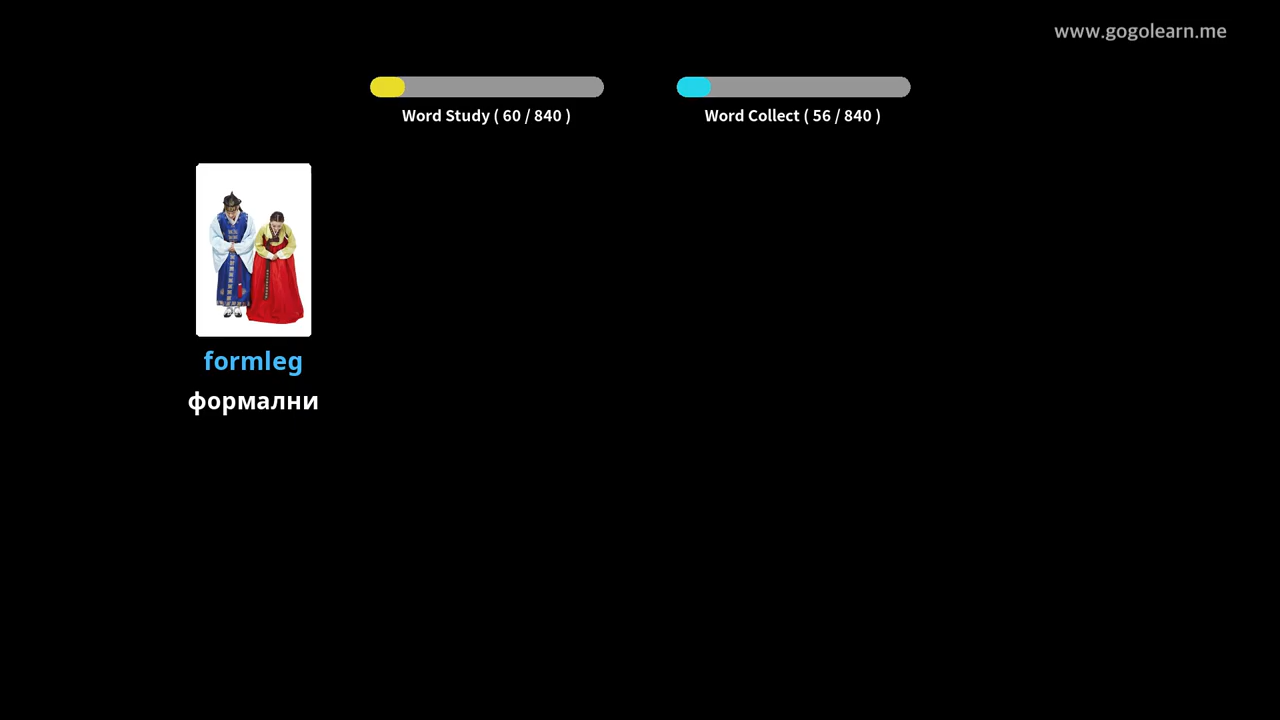 www.gogolearn.me
Word Study ( 60 / 840 )
Word Collect ( 56 / 840 )
formleg
формални